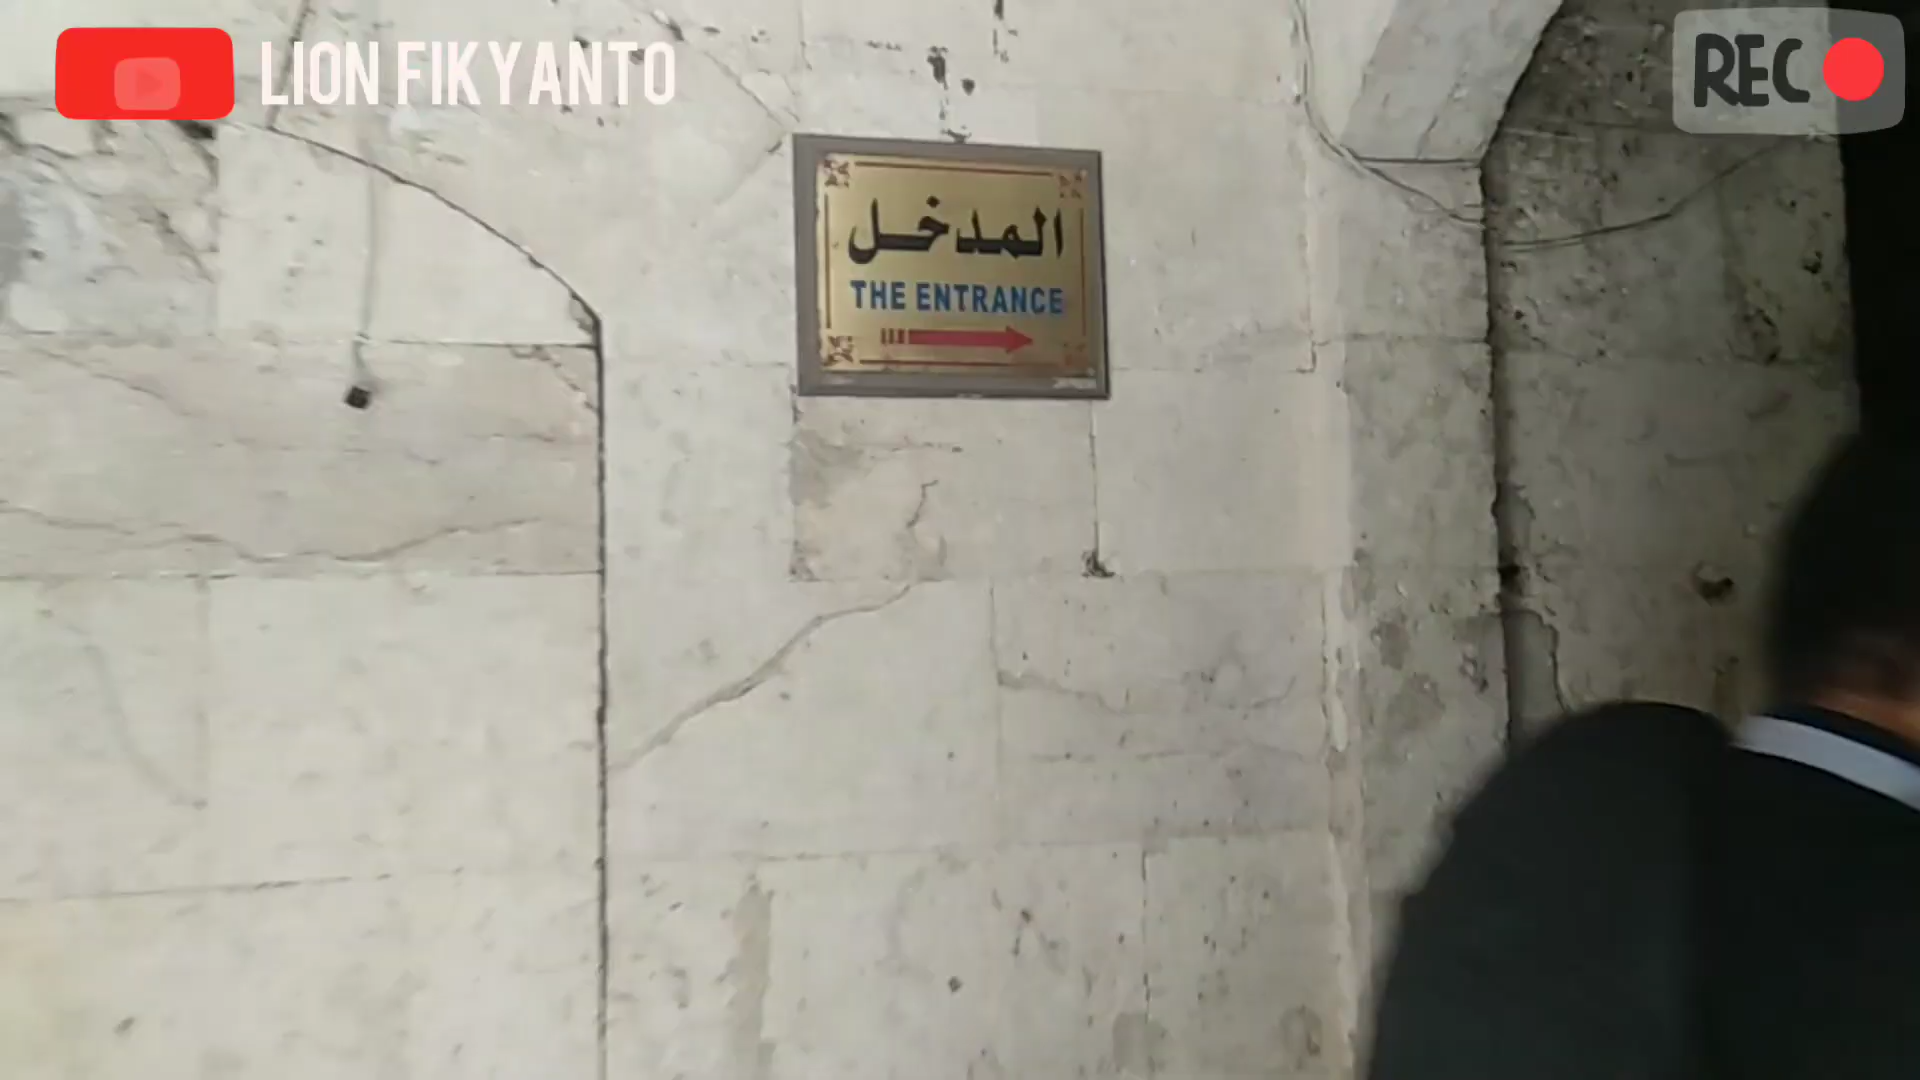 LION FIKYANTO
REC
المدخل
THE ENTRANCE